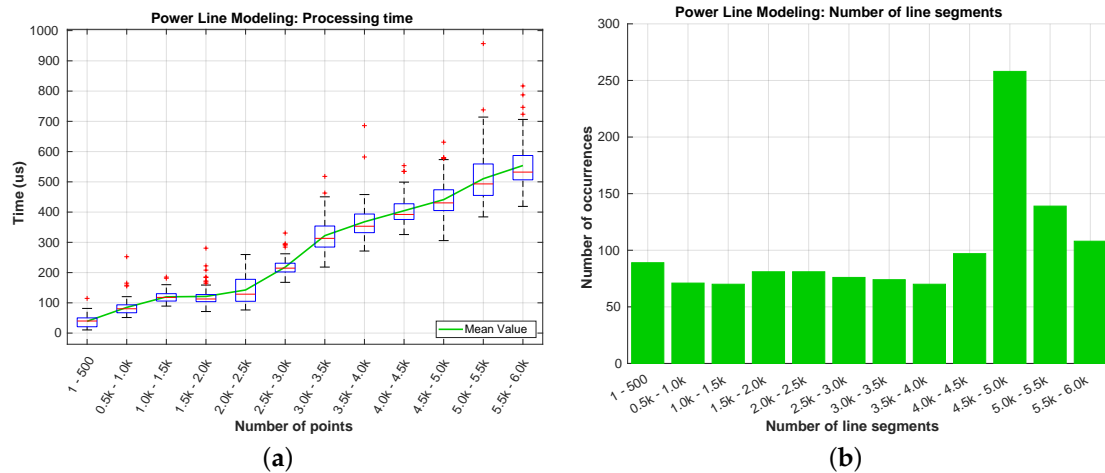 Power Line Modeling: Processing time
1000
900
800
700
600
500
400
300
200
100
0
Time (us)
Mean Value
1 - 500
0.5k - 1.0k
1.0k - 1.5k
1.5k - 2.0k
2.0k - 2.5k
2.5k - 3.0k
3.0k - 3.5k
3.5k - 4.0k
4.0k - 4.5k
4.5k - 5.0k
5.0k - 5.5k
5.5k - 6.0k
Number of points
(a)
Power Line Modeling: Number of line segments
300
250
200
150
100
50
0
Number of occurrences
1 - 500
0.5k - 1.0k
1.0k - 1.5k
1.5k - 2.0k
2.0k - 2.5k
2.5k - 3.0k
3.0k - 3.5k
3.5k - 4.0k
4.0k - 4.5k
4.5k - 5.0k
5.0k - 5.5k
5.5k - 6.0k
Number of line segments
(b)